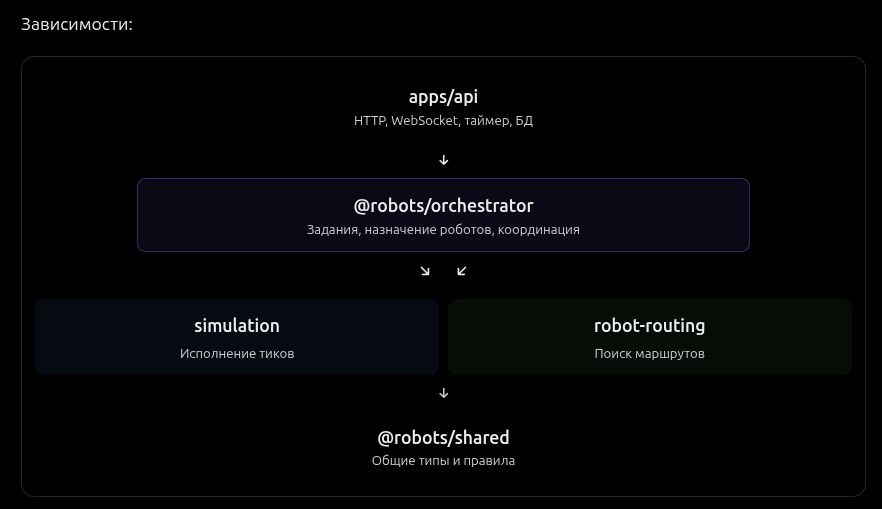 Зависимости:
apps/api
HTTP, WebSocket, таймер, БД
↓
@robots/orchestrator
Задания, назначение роботов, координация
↘ ↙
simulation
Исполнение тиков
robot-routing
Поиск маршрутов
↓
@robots/shared
Общие типы и правила